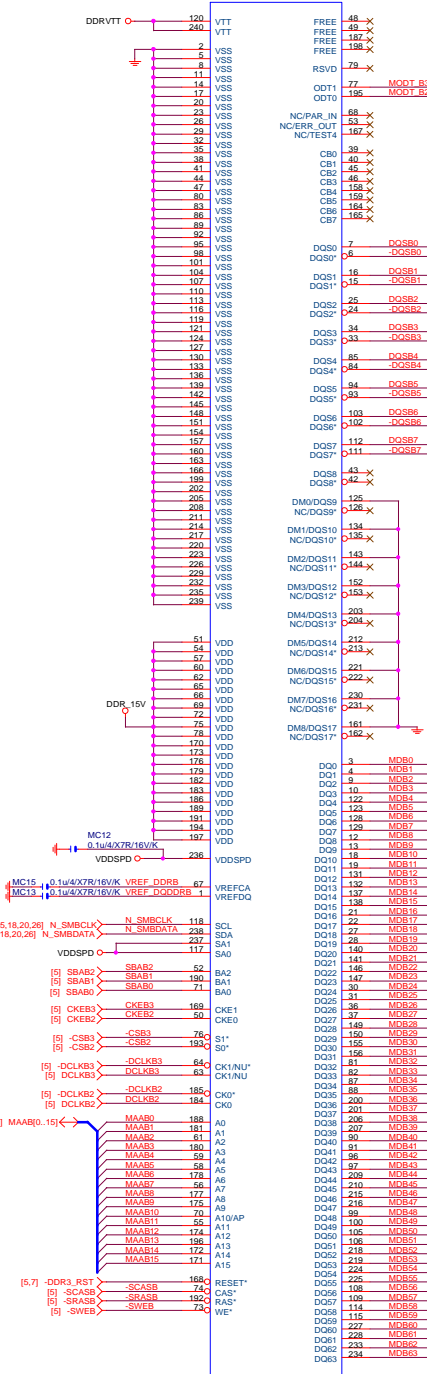 DDRVTT 120 VTT
240 VTT
2 VSS
5 VSS
8 VSS
11 VSS
14 VSS
17 VSS
20 VSS
23 VSS
26 VSS
29 VSS
32 VSS
35 VSS
38 VSS
41 VSS
44 VSS
47 VSS
80 VSS
83 VSS
86 VSS
89 VSS
92 VSS
95 VSS
98 VSS
101 VSS
104 VSS
107 VSS
110 VSS
113 VSS
116 VSS
119 VSS
121 VSS
124 VSS
127 VSS
130 VSS
133 VSS
136 VSS
139 VSS
142 VSS
145 VSS
148 VSS
151 VSS
154 VSS
157 VSS
160 VSS
163 VSS
166 VSS
199 VSS
202 VSS
205 VSS
208 VSS
211 VSS
214 VSS
217 VSS
220 VSS
223 VSS
226 VSS
229 VSS
232 VSS
235 VSS
239 VSS
51 VDD
54 VDD
57 VDD
60 VDD
62 VDD
65 VDD
66 VDD
69 VDD
DDR_15V 72 VDD
75 VDD
78 VDD
170 VDD
173 VDD
176 VDD
179 VDD
182 VDD
183 VDD
186 VDD
189 VDD
191 VDD
194 VDD
197 VDD
MC12
0.1u/4/X7R/16V/K
VDDSPD 236 VDDSPD
MC15 0.1u/4/X7R/16V/K VREF_DDRB 67 VREFCA
MC13 0.1u/4/X7R/16V/K VREF_DQDDRB 1 VREFDQ
5,18,20,26] N_SMBCLK N_SMBCLK 118 SCL
18,20,26] N_SMBDATA N_SMBDATA 238 SDA
237 SA1
VDDSPD 117 SA0
[5] SBAB2 SBAB2 52 BA2
[5] SBAB1 SBAB1 190 BA1
[5] SBAB0 SBAB0 71 BA0
[5] CKEB3 CKEB3 169 CKE1
[5] CKEB2 CKEB2 50 CKE0
[5] -CSB3 -CSB3 76 S1*
[5] -CSB2 -CSB2 193 S0*
[5] -DCLKB3 -DCLKB3 64 CK1/NU*
[5] DCLKB3 DCLKB3 63 CK1/NU
[5] -DCLKB2 -DCLKB2 185 CK0*
[5] DCLKB2 DCLKB2 184 CK0
] MAAB[0..15] MAAB0 188 A0
MAAB1 181 A1
MAAB2 61 A2
MAAB3 180 A3
MAAB4 59 A4
MAAB5 58 A5
MAAB6 178 A6
MAAB7 56 A7
MAAB8 177 A8
MAAB9 175 A9
MAAB10 70 A10/AP
MAAB11 55 A11
MAAB12 174 A12
MAAB13 196 A13
MAAB14 172 A14
MAAB15 171 A15
[5,7] -DDR3_RST 168 RESET*
[5] -SCASB -SCASB 74 CAS*
[5] -SRASB -SRASB 192 RAS*
[5] -SWEB -SWEB 73 WE*
FREE 48
FREE 49
FREE 187
FREE 198
RSVD 79
ODT1 77 MODT_B3
ODT0 195 MODT_B2
NC/PAR_IN 68
NC/ERR_OUT 53
NC/TEST4 167
CB0 39
CB1 40
CB2 45
CB3 46
CB4 158
CB5 159
CB6 164
CB7 165
DQS0 7 DQSB0
DQS0* 6 -DQSB0
DQS1 16 DQSB1
DQS1* 15 -DQSB1
DQS2 25 DQSB2
DQS2* 24 -DQSB2
DQS3 34 DQSB3
DQS3* 33 -DQSB3
DQS4 85 DQSB4
DQS4* 84 -DQSB4
DQS5 94 DQSB5
DQS5* 93 -DQSB5
DQS6 103 DQSB6
DQS6* 102 -DQSB6
DQS7 112 DQSB7
DQS7* 111 -DQSB7
DQS8 43
DQS8* 42
DM0/DQS9 125
NC/DQS9* 126
DM1/DQS10 134
NC/DQS10* 135
DM2/DQS11 143
NC/DQS11* 144
DM3/DQS12 152
NC/DQS12* 153
DM4/DQS13 203
NC/DQS13* 204
DM5/DQS14 212
NC/DQS14* 213
DM6/DQS15 221
NC/DQS15* 222
DM7/DQS16 230
NC/DQS16* 231
DM8/DQS17 161
NC/DQS17* 162
DQ0 3 MDB0
DQ1 4 MDB1
DQ2 9 MDB2
DQ3 10 MDB3
DQ4 122 MDB4
DQ5 123 MDB5
DQ6 128 MDB6
DQ7 129 MDB7
DQ8 12 MDB8
DQ9 13 MDB9
DQ10 18 MDB10
DQ11 19 MDB11
DQ12 131 MDB12
DQ13 132 MDB13
DQ14 137 MDB14
DQ15 138 MDB15
DQ16 21 MDB16
DQ17 22 MDB17
DQ18 27 MDB18
DQ19 28 MDB19
DQ20 140 MDB20
DQ21 141 MDB21
DQ22 146 MDB22
DQ23 147 MDB23
DQ24 30 MDB24
DQ25 31 MDB25
DQ26 36 MDB26
DQ27 37 MDB27
DQ28 149 MDB28
DQ29 150 MDB29
DQ30 155 MDB30
DQ31 156 MDB31
DQ32 81 MDB32
DQ33 82 MDB33
DQ34 87 MDB34
DQ35 88 MDB35
DQ36 200 MDB36
DQ37 201 MDB37
DQ38 206 MDB38
DQ39 207 MDB39
DQ40 90 MDB40
DQ41 91 MDB41
DQ42 96 MDB42
DQ43 97 MDB43
DQ44 209 MDB44
DQ45 210 MDB45
DQ46 215 MDB46
DQ47 216 MDB47
DQ48 99 MDB48
DQ49 100 MDB49
DQ50 105 MDB50
DQ51 106 MDB51
DQ52 218 MDB52
DQ53 219 MDB53
DQ54 224 MDB54
DQ55 225 MDB55
DQ56 108 MDB56
DQ57 109 MDB57
DQ58 114 MDB58
DQ59 115 MDB59
DQ60 227 MDB60
DQ61 228 MDB61
DQ62 233 MDB62
DQ63 234 MDB63